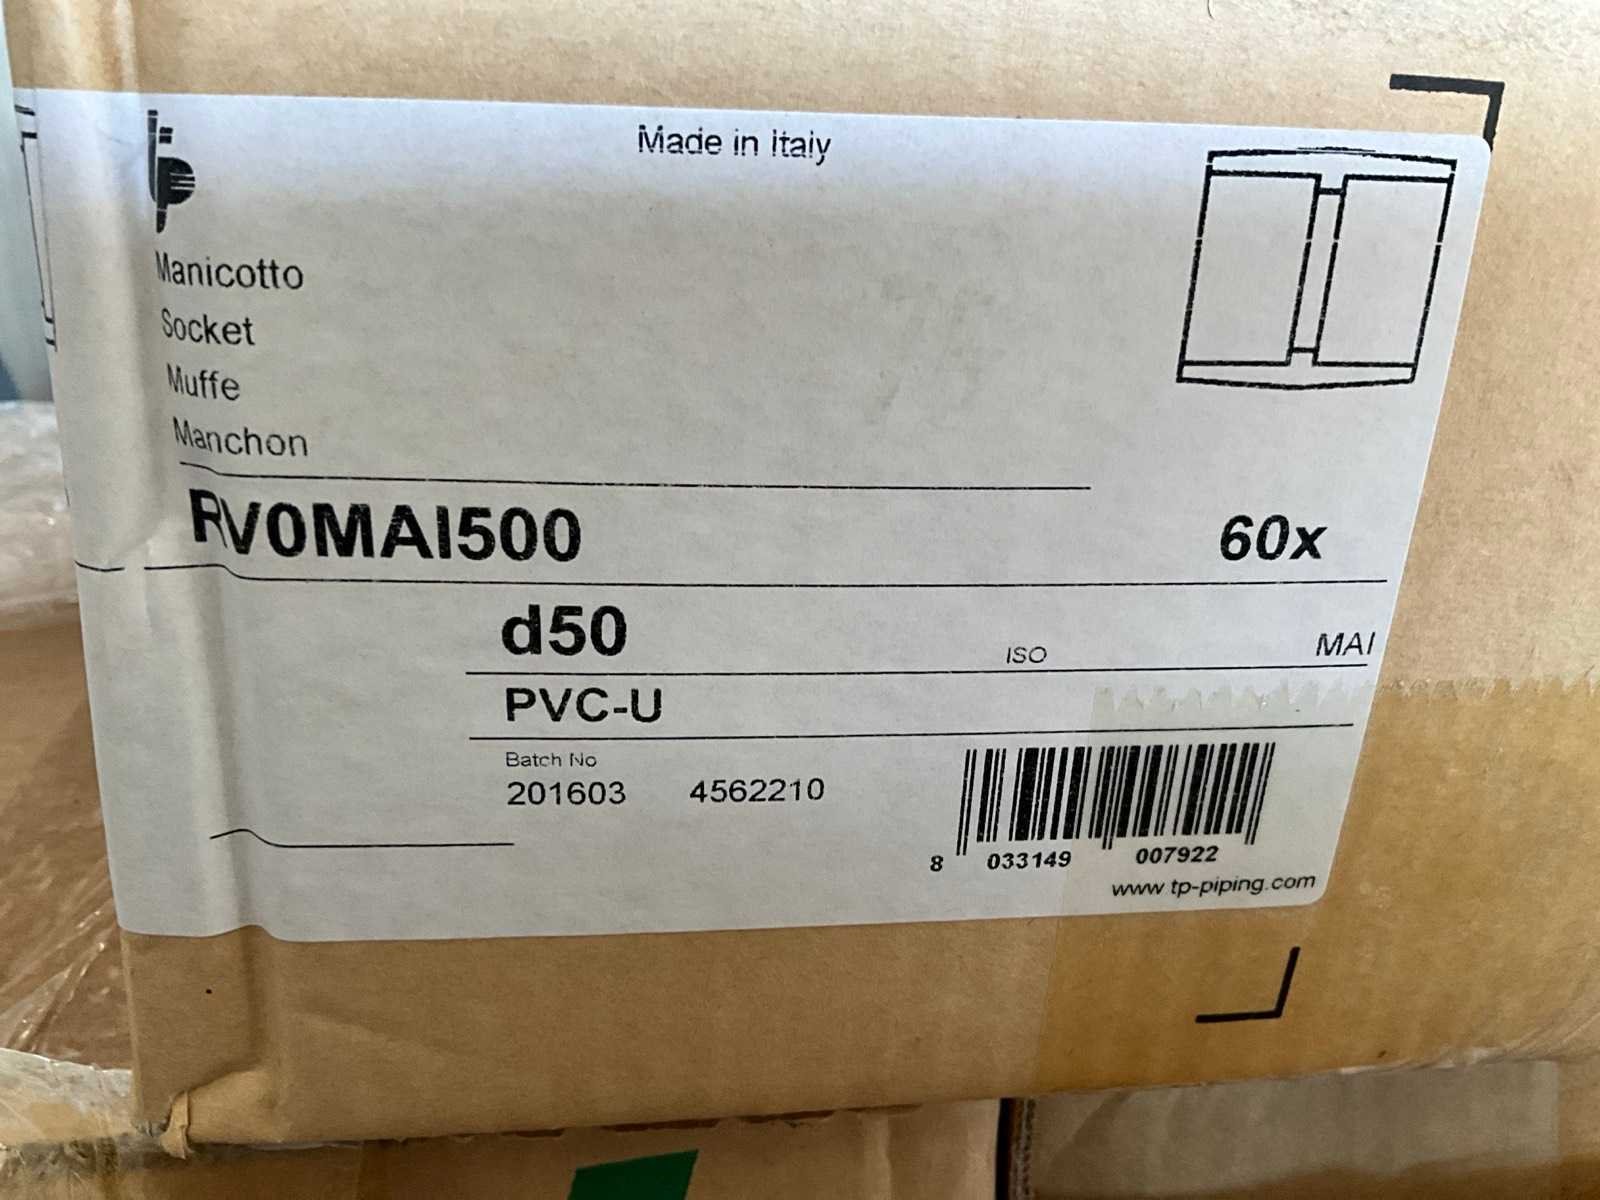 Made in Italy
tp
Manicotto
Socket
Muffe
Manchon
RV0MAI500 60x
d50 ISO MAI
PVC-U
Batch No
201603 4562210
8 033149 007922
www.tp-piping.com